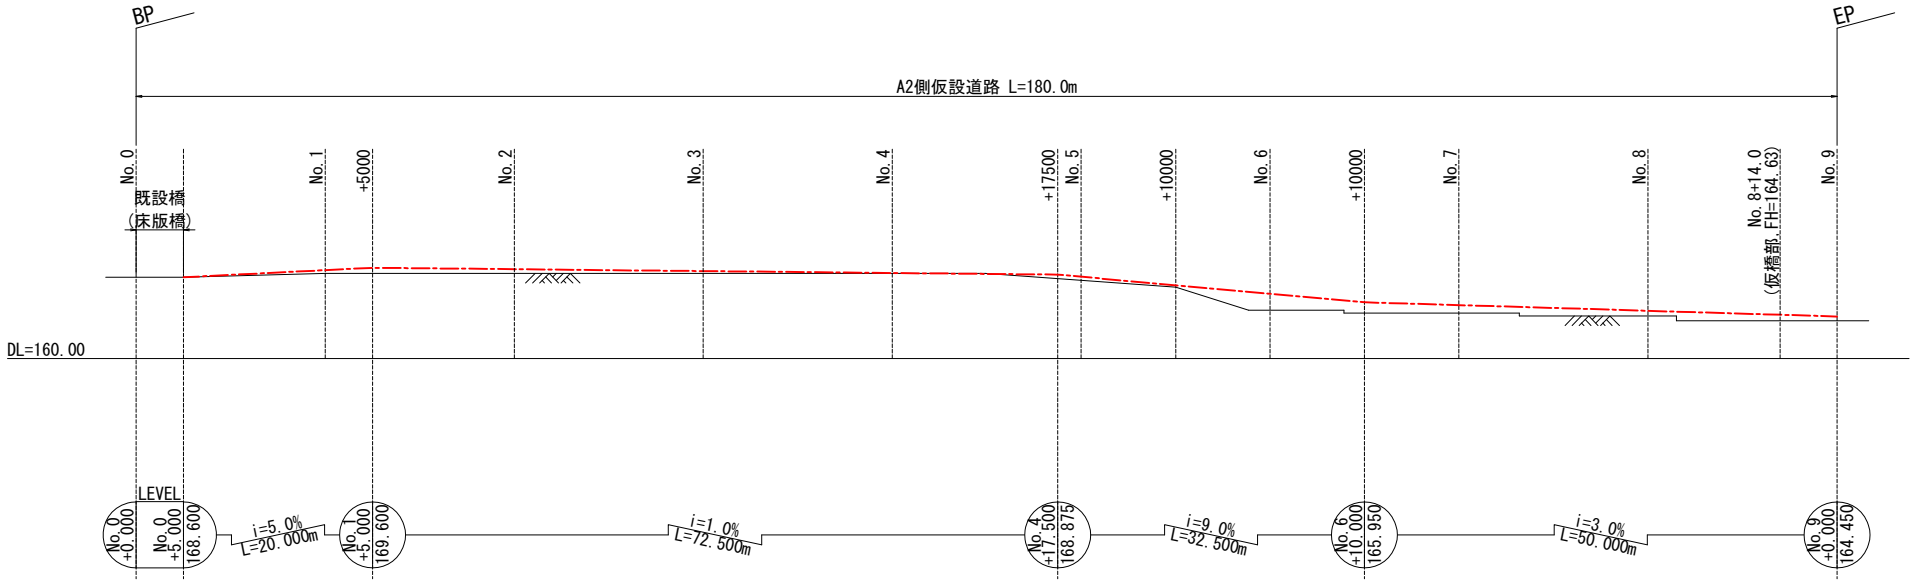 BP
EP
A2側仮設道路 L=180.0m
No.0
No.1
+5000
No.2
No.3
No.4
+17500
No.5
+10000
No.6
+10000
No.7
No.8
No.8+14.0
(仮橋部,FH=164.63)
No.9
既設橋
(床版橋)
DL=160.00
LEVEL
No.0
+0.000
No.0
+5.000
168.600
i=5.0%
L=20.000m
No.1
+5.000
169.600
i=1.0%
L=72.500m
No.4
+17.500
168.875
i=9.0%
L=32.500m
No.6
+10.000
165.950
i=3.0%
L=50.000m
No.9
+0.000
164.450